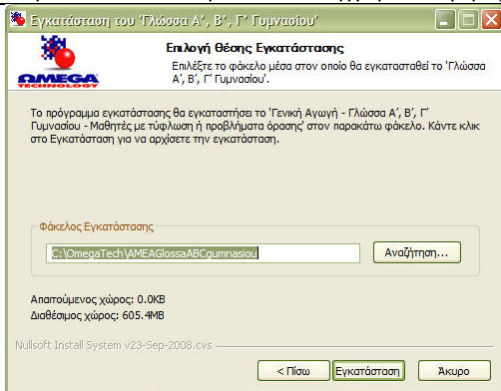 Εγκατάσταση του 'Γλώσσα Α', Β', Γ' Γυμνασίου'
OMEGA
TECHNOLOGY
Επιλογή θέσης Εγκατάστασης
Επιλέξτε το φάκελο μέσα στον οποίο θα εγκατασταθεί το 'Γλώσσα
Α', Β', Γ' Γυμνασίου'.
Το πρόγραμμα εγκατάστασης θα εγκαταστήσει το 'Γενική Αγωγή - Γλώσσα Α', Β', Γ'
Γυμνασίου - Μαθητές με τύφλωση ή προβλήματα όρασης' στον παρακάτω φάκελο. Κάντε κλικ
στο Εγκατάσταση για να αρχίσετε την εγκατάσταση.
Φάκελος Εγκατάστασης
C:\OmegaTech\AMEAGlossaABCgumnasiou
Αναζήτηση...
Απαιτούμενος χώρος: 0.0KB
Διαθέσιμος χώρος: 605.4MB
Nullsoft Install System v23-Sep-2008.cvs
< Πίσω
Εγκατάσταση
Άκυρο